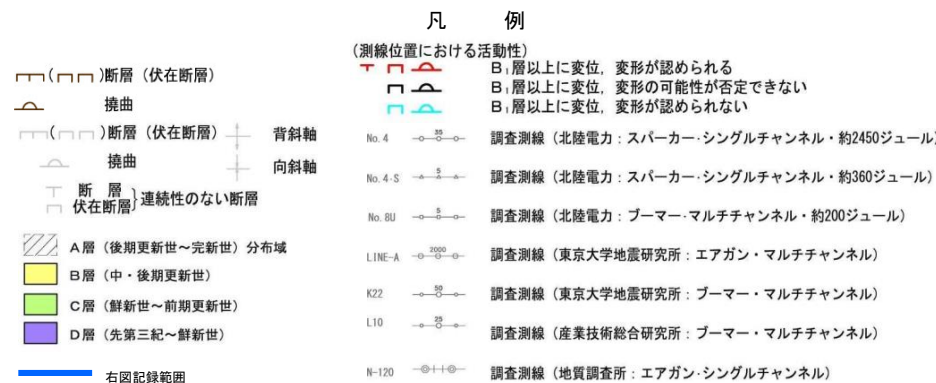 凡 例
(測線位置における活動性)
B₁層以上に変位，変形が認められる
B₁層以上に変位，変形の可能性が否定できない
B₁層以上に変位，変形が認められない
( )断層（伏在断層）
撓曲
( )断層（伏在断層）
背斜軸
撓曲
向斜軸
断 層
伏在断層
}連続性のない断層
A層（後期更新世～完新世）分布域
B層（中・後期更新世）
C層（鮮新世～前期更新世）
D層（先第三紀～鮮新世）
右図記録範囲
No.4 35 調査測線（北陸電力：スパーカー・シングルチャンネル・約2450ジュール）
No.4-S 5 調査測線（北陸電力：スパーカー・シングルチャンネル・約360ジュール）
No.8U 5 調査測線（北陸電力：ブーマー・マルチチャンネル・約200ジュール）
LINE-A 2000 調査測線（東京大学地震研究所：エアガン・マルチチャンネル）
K22 50 調査測線（東京大学地震研究所：ブーマー・マルチチャンネル）
L10 25 調査測線（産業技術総合研究所：ブーマー・マルチチャンネル）
N-120 調査測線（地質調査所：エアガン・シングルチャンネル）